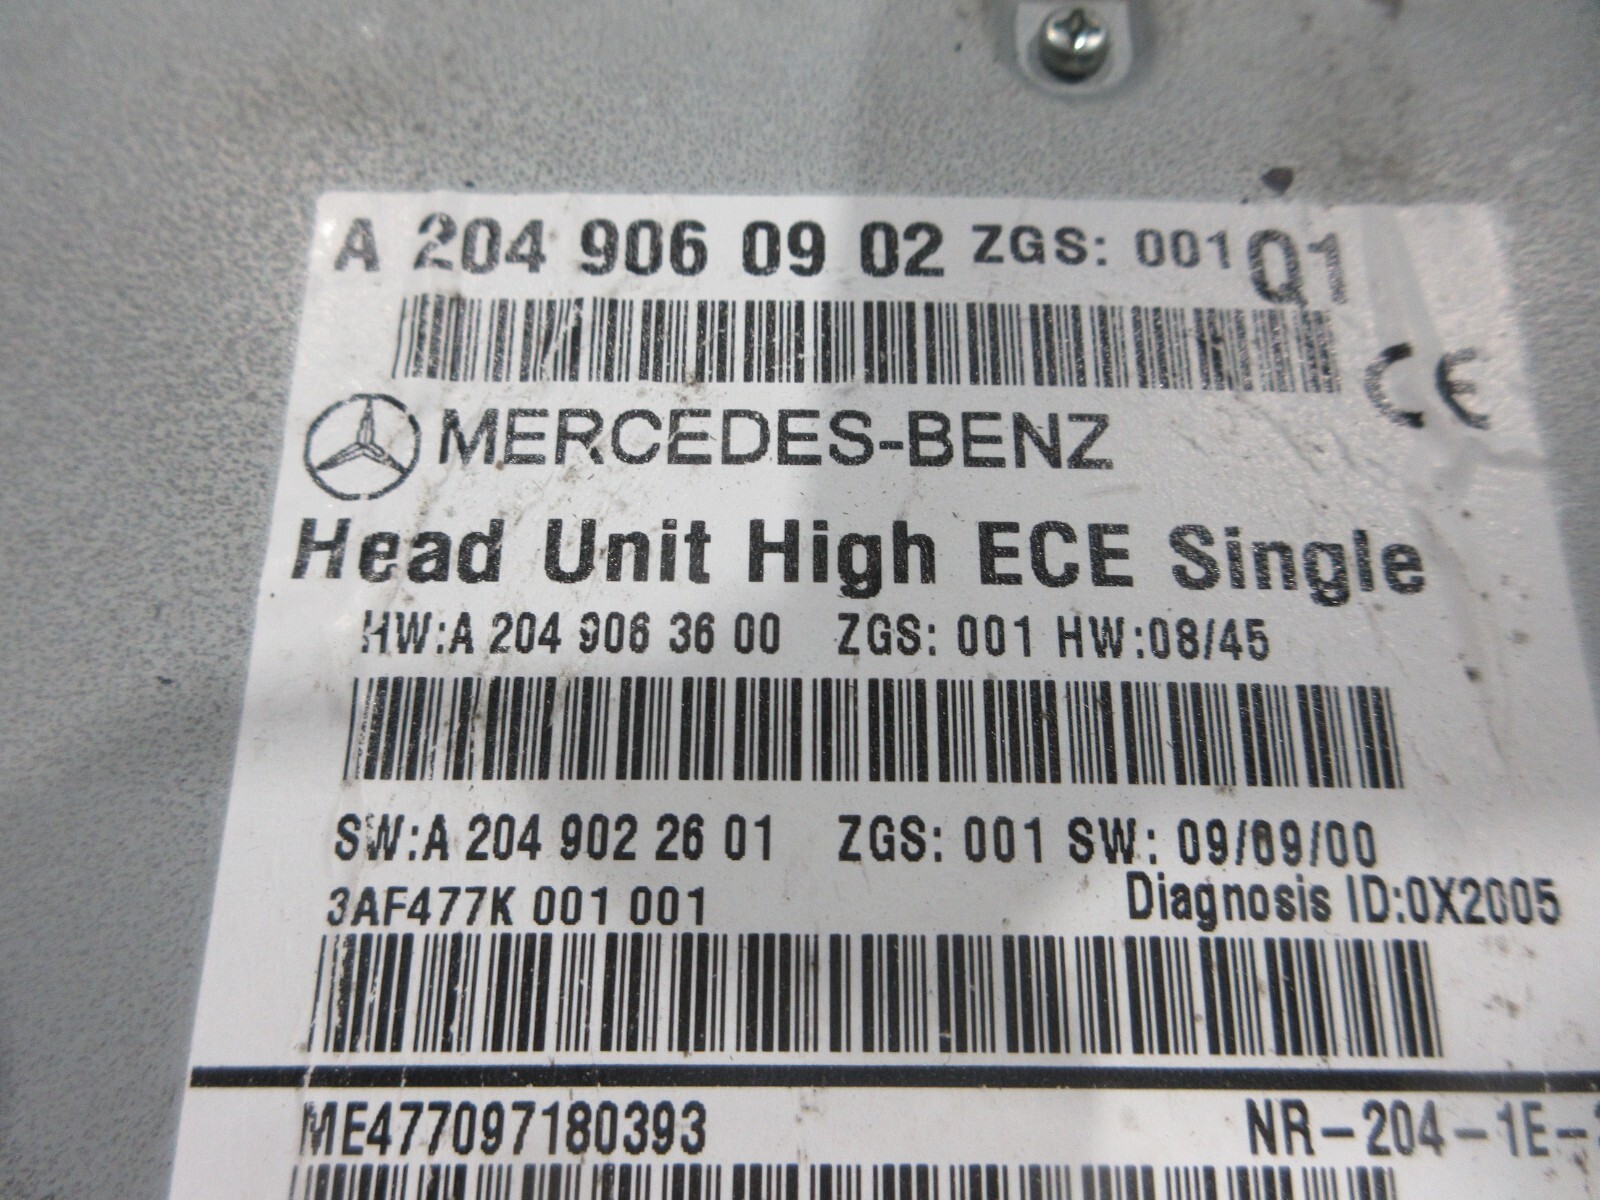 A 204 906 09 02 ZGS: 001 Q1
CE
MERCEDES-BENZ
Head Unit High ECE Single
HW:A 204 906 36 00 ZGS: 001 HW:08/45
SW:A 204 902 26 01 ZGS: 001 SW: 09/09/00
3AF477K 001 001 Diagnosis ID:0X2005
ME477097180393 NR-204-1E-